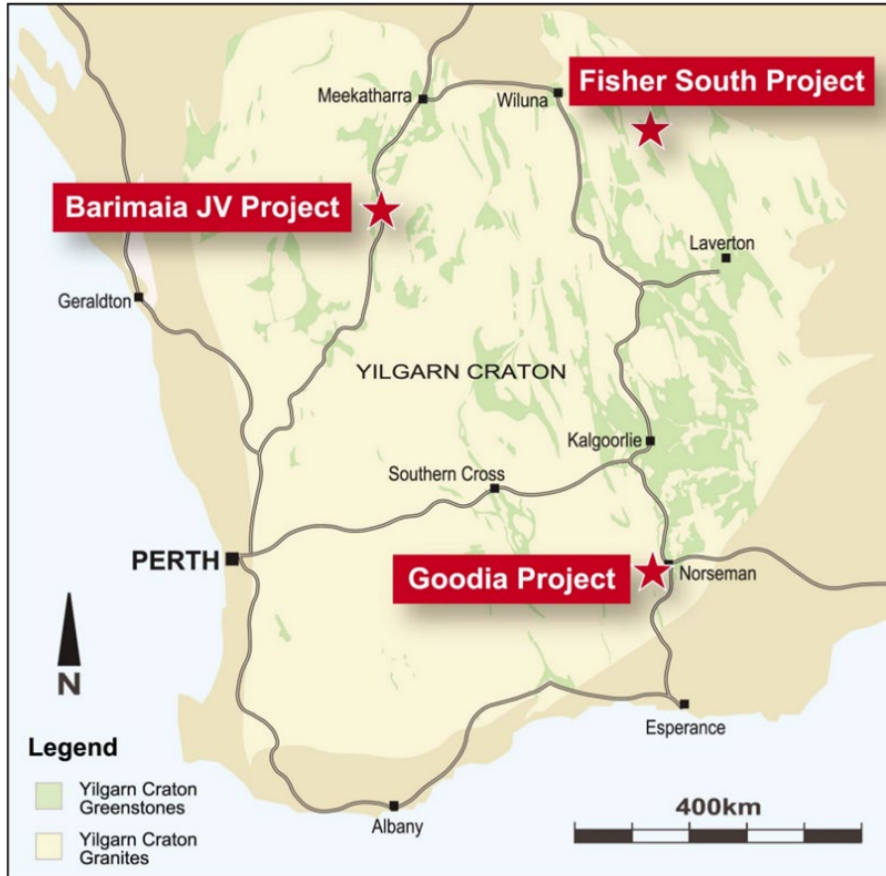 Fisher South Project
Meekatharra
Wiluna
Barimaia JV Project
Laverton
Geraldton
YILGARN CRATON
Kalgoorlie
Southern Cross
PERTH
Goodia Project
Norseman
N
Esperance
Legend
Yilgarn Craton
Greenstones
Yilgarn Craton
Granites
Albany
400km